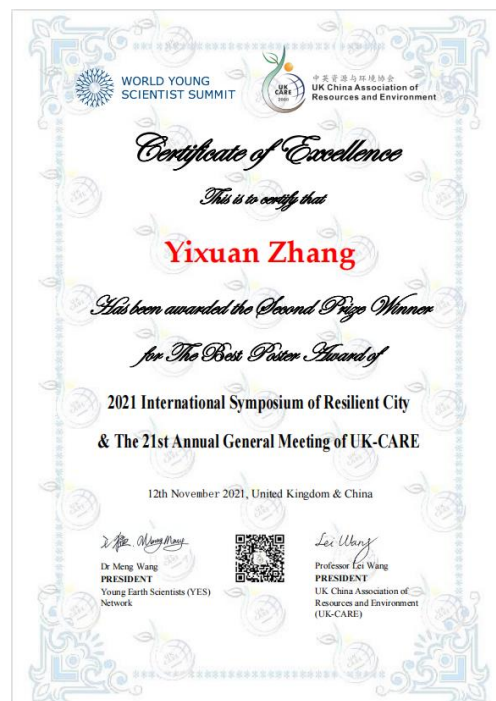 WORLD YOUNG
SCIENTIST SUMMIT
UK
CARE
中英资源与环境协会
UK China Association of
Resources and Environment
Certificate of Excellence
This is to certify that
Yixuan Zhang
Has been awarded the Second Prize Winner
for The Best Poster Award of
2021 International Symposium of Resilient City
& The 21st Annual General Meeting of UK-CARE
12th November 2021, United Kingdom & China
Lei Wang
Dr Meng Wang
PRESIDENT
Young Earth Scientists (YES)
Network
Professor Lei Wang
PRESIDENT
UK China Association of
Resources and Environment
(UK-CARE)